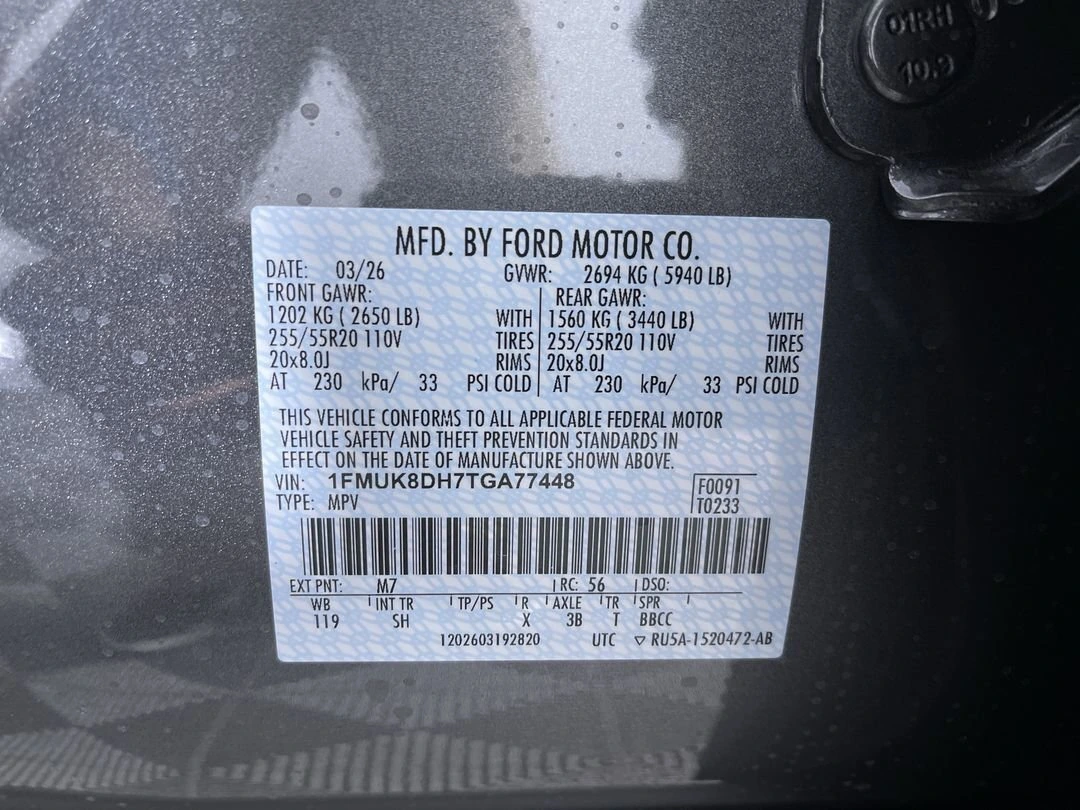 01RH
10.9
MFD. BY FORD MOTOR CO.
DATE: 03/26 GVWR: 2694 KG ( 5940 LB)
FRONT GAWR: REAR GAWR:
1202 KG ( 2650 LB) WITH 1560 KG ( 3440 LB) WITH
255/55R20 110V TIRES 255/55R20 110V TIRES
20x8.0J RIMS 20x8.0J RIMS
AT 230 kPa/ 33 PSI COLD AT 230 kPa/ 33 PSI COLD
THIS VEHICLE CONFORMS TO ALL APPLICABLE FEDERAL MOTOR
VEHICLE SAFETY AND THEFT PREVENTION STANDARDS IN
EFFECT ON THE DATE OF MANUFACTURE SHOWN ABOVE.
VIN: 1FMUK8DH7TGA77448 F0091
TYPE: MPV T0233
EXT PNT: M7 RC: 56 DSO:
WB INT TR TP/PS R AXLE TR SPR
119 SH X 3B T BBCC
1202603192820 UTC ▽ RU5A-1520472-AB